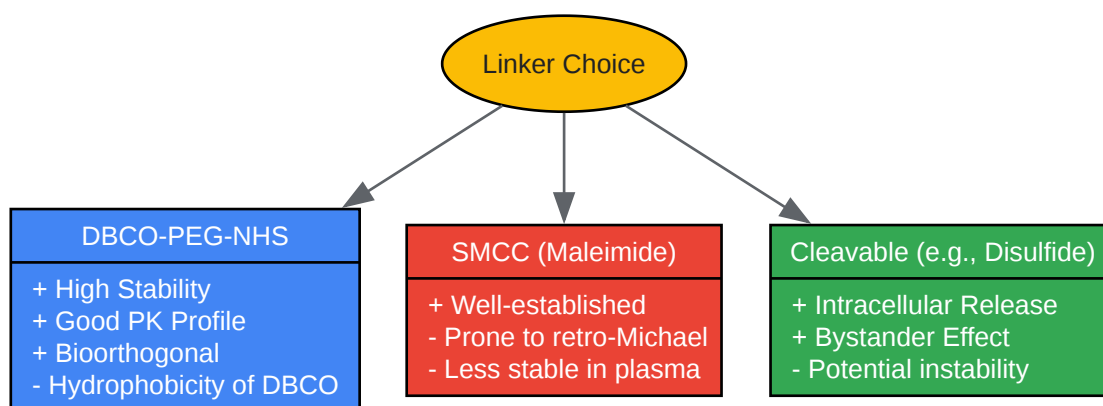 Linker Choice
DBCO-PEG-NHS
+ High Stability
+ Good PK Profile
+ Bioorthogonal
- Hydrophobicity of DBCO
SMCC (Maleimide)
+ Well-established
- Prone to retro-Michael
- Less stable in plasma
Cleavable (e.g., Disulfide)
+ Intracellular Release
+ Bystander Effect
- Potential instability